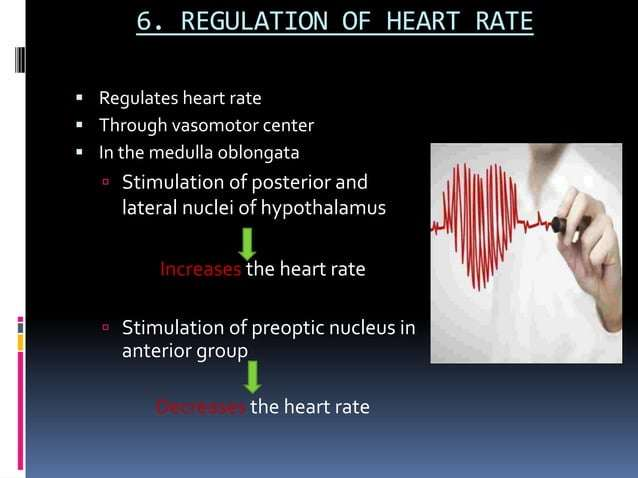 6. REGULATION OF HEART RATE
Regulates heart rate
Through vasomotor center
In the medulla oblongata
Stimulation of posterior and
lateral nuclei of hypothalamus
Increases the heart rate
Stimulation of preoptic nucleus in
anterior group
Decreases the heart rate